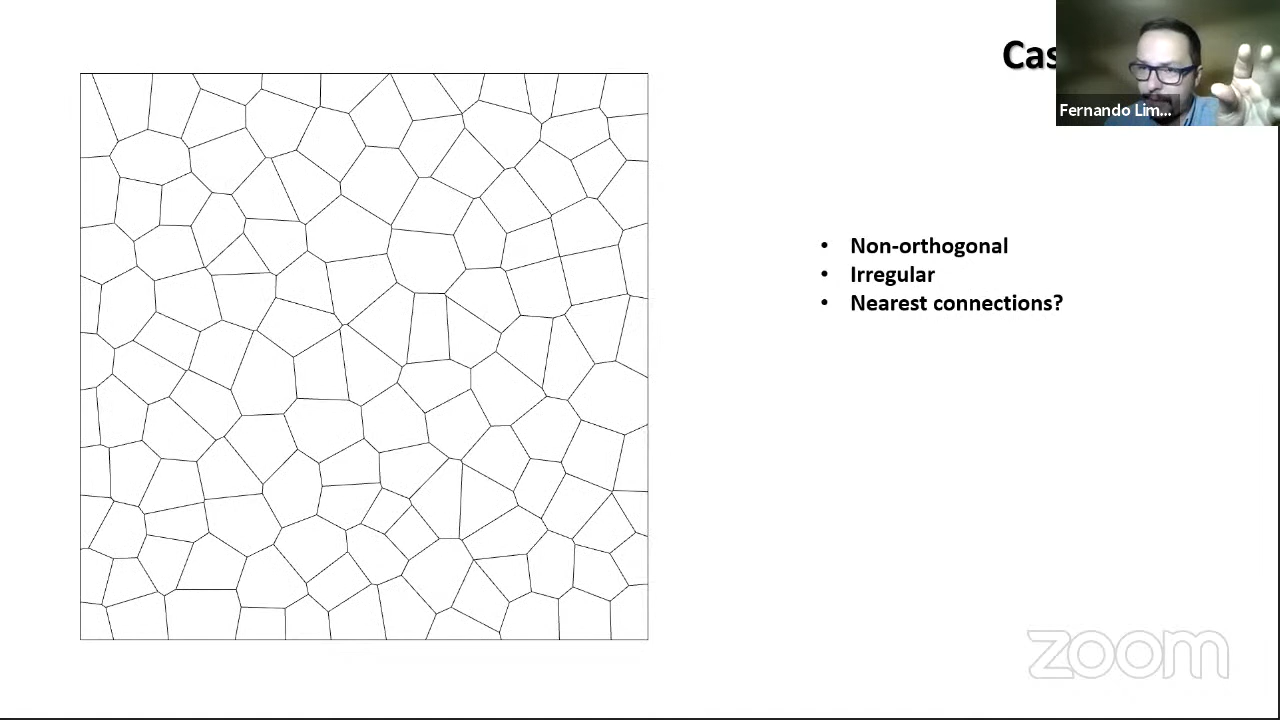 Cas
Fernando Lim...
• Non-orthogonal
• Irregular
• Nearest connections?
zoom